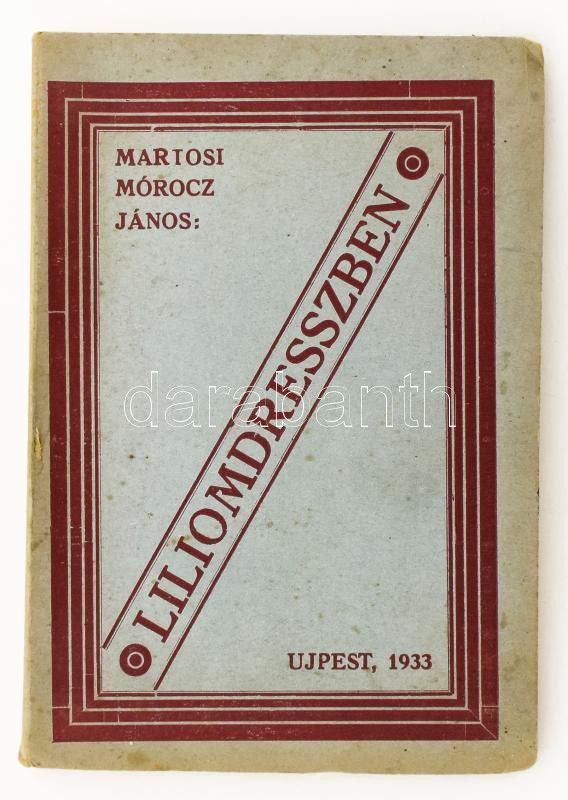 MARTOSI
MÓROCZ
JÁNOS:
LILIOMDRESSZBEN
darabanth
UJPEST, 1933